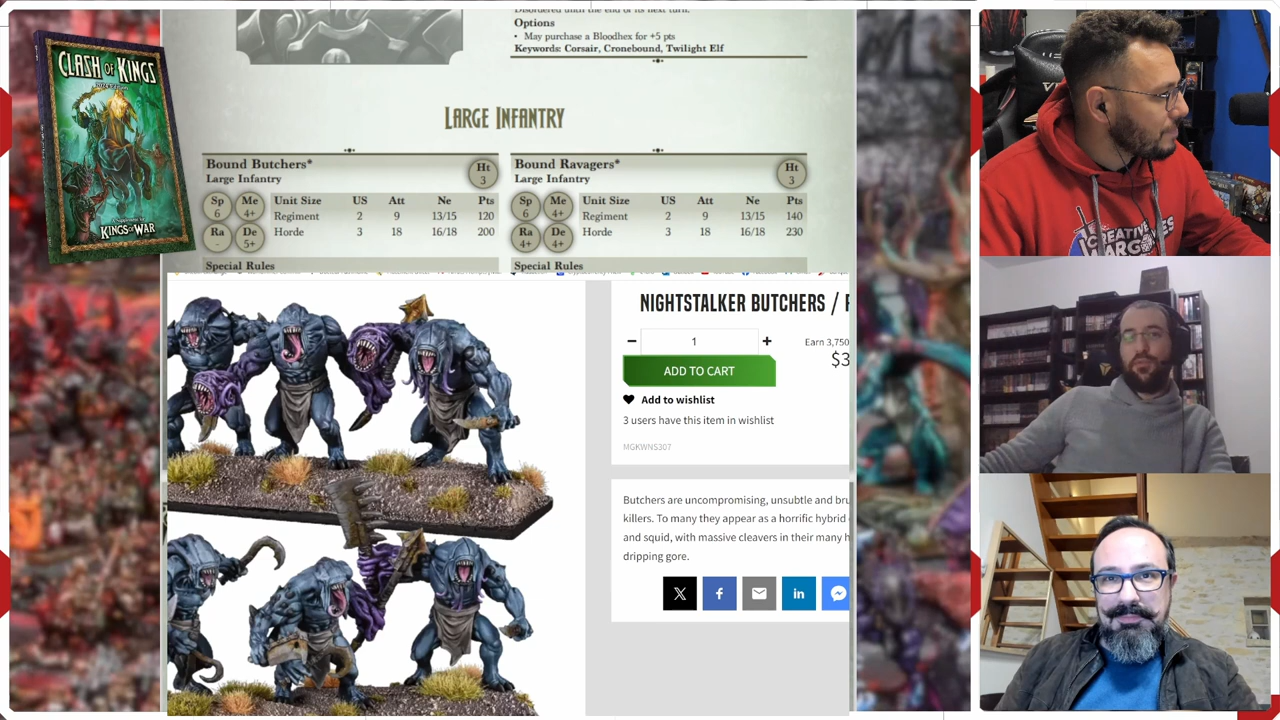 CLASH OF KINGS
KINGS OF WAR
Disordered until the end of its next turn.
Options
• May purchase a Bloodhex for +5 pts
Keywords: Corsair, Cronebound, Twilight Elf
LARGE INFANTRY
Bound Butchers*
Large Infantry
Ht
3
Sp
6
Me
4+
Ra
-
De
5+
Unit Size US Att Ne Pts
Regiment 2 9 13/15 120
Horde 3 18 16/18 200
Special Rules
Bound Ravagers*
Large Infantry
Ht
3
Sp
6
Me
4+
Ra
4+
De
4+
Unit Size US Att Ne Pts
Regiment 2 9 13/15 140
Horde 3 18 16/18 230
Special Rules
NIGHTSTALKER BUTCHERS /
− 1 +
Earn 3,750
$3
ADD TO CART
Add to wishlist
3 users have this item in wishlist
MGKWNS307
Butchers are uncompromising, unsubtle and bru
killers. To many they appear as a horrific hybrid
and squid, with massive cleavers in their many h
dripping gore.
CREATIVE
WARGAMES